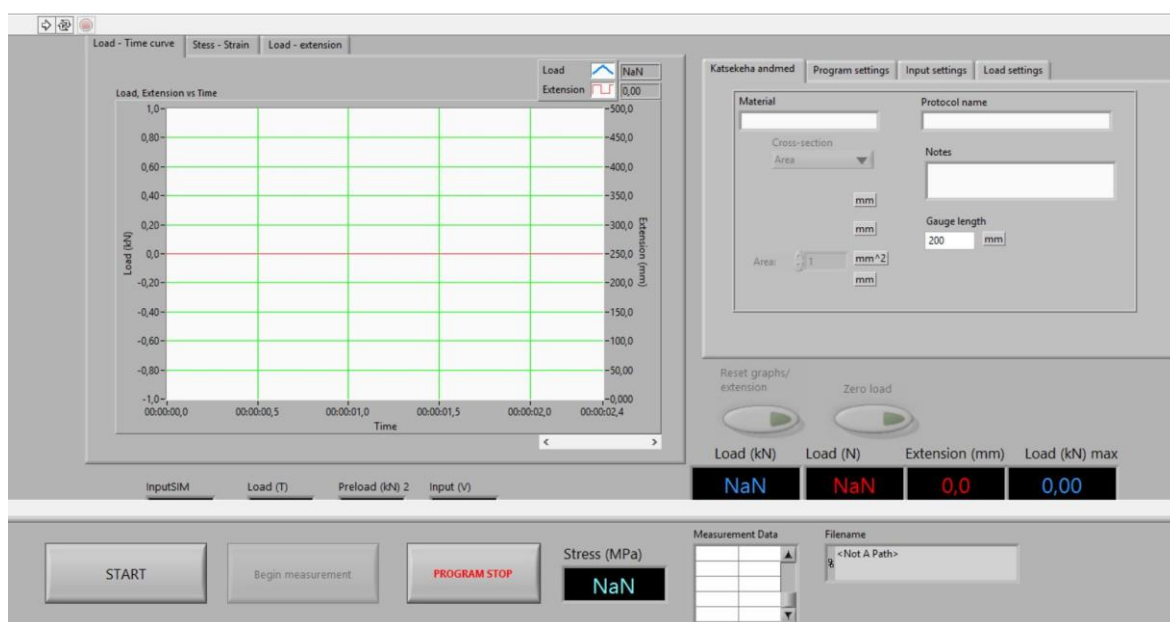 Load - Time curve
Stess - Strain
Load - extension
Load
NaN
Extension
0,00
Load, Extension vs Time
1,0
0,80
0,60
0,40
0,20
0,0
-0,20
-0,40
-0,60
-0,80
-1,0
Load (kN)
500,0
450,0
400,0
350,0
300,0
250,0
200,0
150,0
100,0
50,00
0,000
Extension (mm)
00:00:00,0
00:00:00,5
00:00:01,0
00:00:01,5
00:00:02,0
00:00:02,4
Time
InputSIM
Load (T)
Preload (kN) 2
Input (V)
Katsekeha andmed
Program settings
Input settings
Load settings
Material
Protocol name
Cross-section
Area
Notes
mm
mm
Gauge length
200
mm
Area:
1
mm^2
mm
Reset graphs/
extension
Zero load
Load (kN)
Load (N)
Extension (mm)
Load (kN) max
NaN
NaN
0,0
0,00
START
Begin measurement
PROGRAM STOP
Stress (MPa)
NaN
Measurement Data
Filename
<Not A Path>